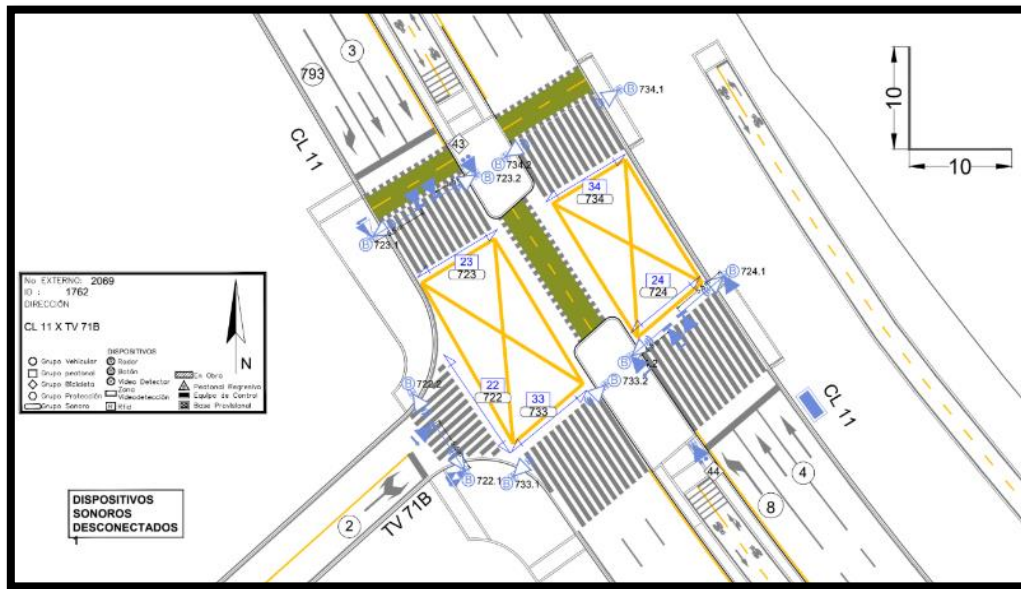 3
793
43
CL 11
B 734.1
734.2
B 723.2
B 723.1
10
10
34
734
23
723
24
724
B 724.1
No EXTERNO: 2069
ID : 1762
DIRECCIÓN
CL 11 X TV 71B
N
DISPOSITIVOS
Grupo Vehicular
Grupo peatonal
Grupo Bicicleta
Grupo Protección
Grupo Sonoro
Radar
Botón
Video Detector
Zona
Videodetección
Rfid
En Obra
Peatonal Regresivo
Equipo de Control
Base Provisional
B 722.2
22
722
33
733
B 733.2
CL 11
B 722.1
B 733.1
44
4
8
2
TV 71B
DISPOSITIVOS
SONOROS
DESCONECTADOS
1